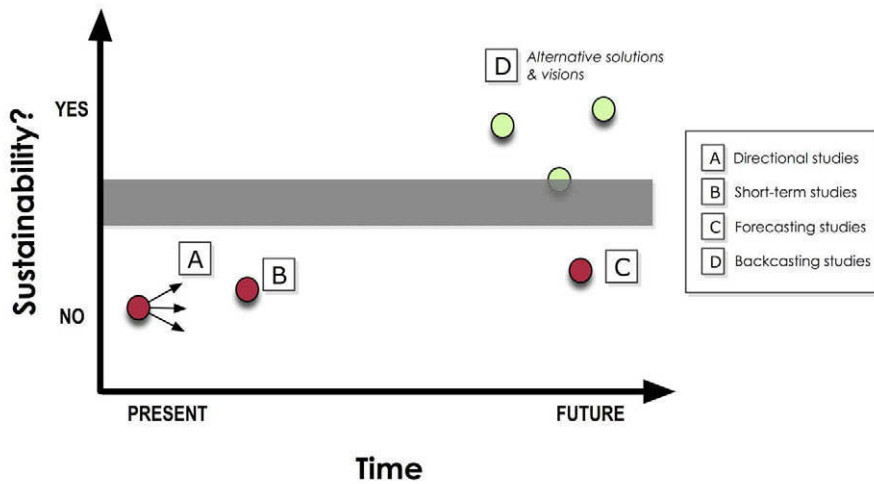 D Alternative solutions
& visions
YES
Sustainability?
A Directional studies
B Short-term studies
C Forecasting studies
D Backcasting studies
A
B
C
NO
PRESENT
FUTURE
Time